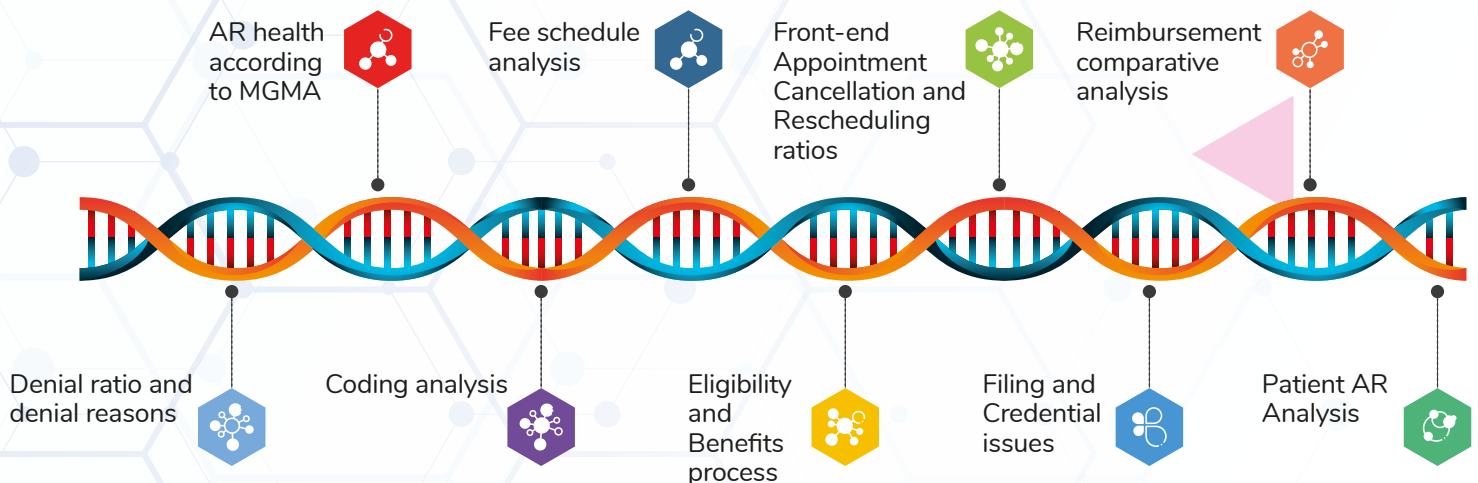 AR health
according
to MGMA
Fee schedule
analysis
Front-end
Appointment
Cancellation and
Rescheduling
ratios
Reimbursement
comparative
analysis
Denial ratio and
denial reasons
Coding analysis
Eligibility
and
Benefits
process
Filing and
Credential
issues
Patient AR
Analysis